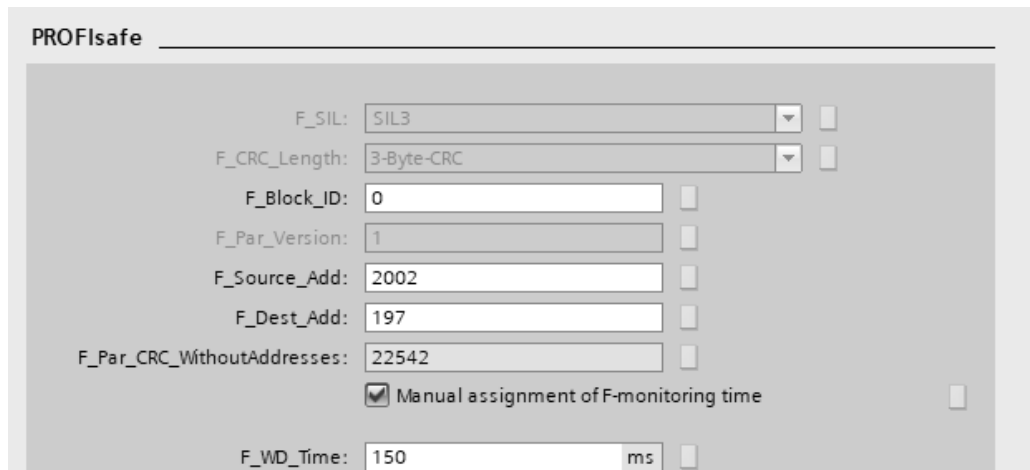 PROFIsafe
F_SIL: SIL3
F_CRC_Length: 3-Byte-CRC
F_Block_ID: 0
F_Par_Version: 1
F_Source_Add: 2002
F_Dest_Add: 197
F_Par_CRC_WithoutAddresses: 22542
Manual assignment of F-monitoring time
F_WD_Time: 150 ms